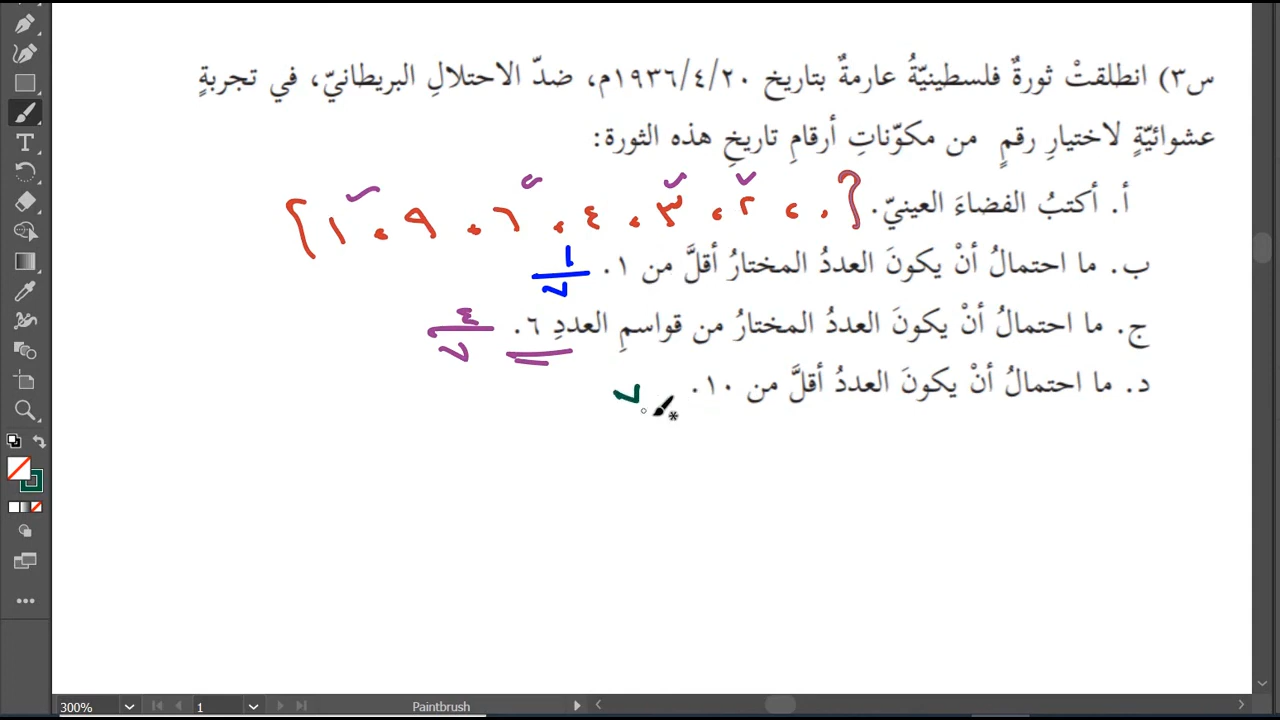 س٣) انطلقتْ ثورةٌ فلسطينيّةُ عارمةٌ بتاريخ ١٩٣٦/٤/٢٠م، ضدّ الاحتلالِ البريطانيّ، في تجربةٍ
عشوائيّةٍ لاختيارِ رقمٍ من مكوّناتِ أرقامِ تاريخِ هذه الثورة:
أ. أكتبُ الفضاءَ العينيّ. {٠، ٢، ٣، ٤، ٦، ٩، ١}
ب. ما احتمالُ أنْ يكونَ العددُ المختارُ أقلَّ من ١. ١/٧
ج. ما احتمالُ أنْ يكونَ العددُ المختارُ من قواسمِ العددِ ٦. ٤/٧
د. ما احتمالُ أنْ يكونَ العددُ أقلَّ من ١٠. ٧
300%
1
Paintbrush